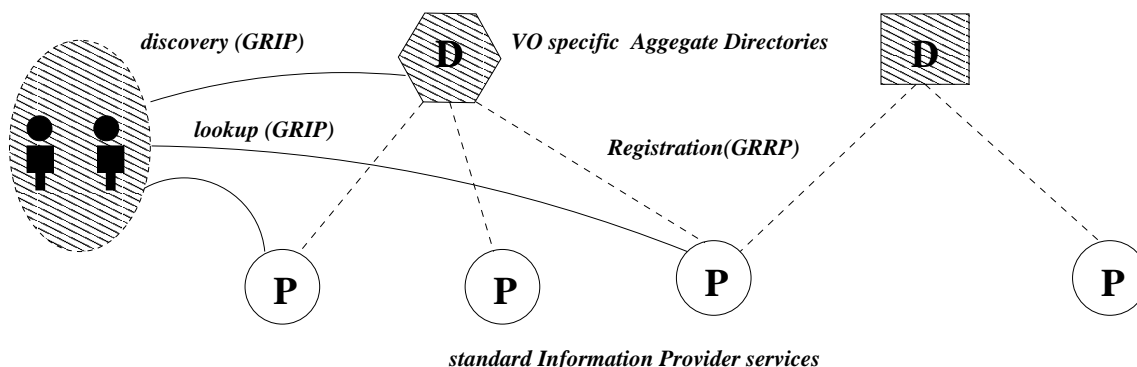 discovery (GRIP)
D
VO specific Aggegate Directories
D
lookup (GRIP)
Registration(GRRP)
P
P
P
P
standard Information Provider services